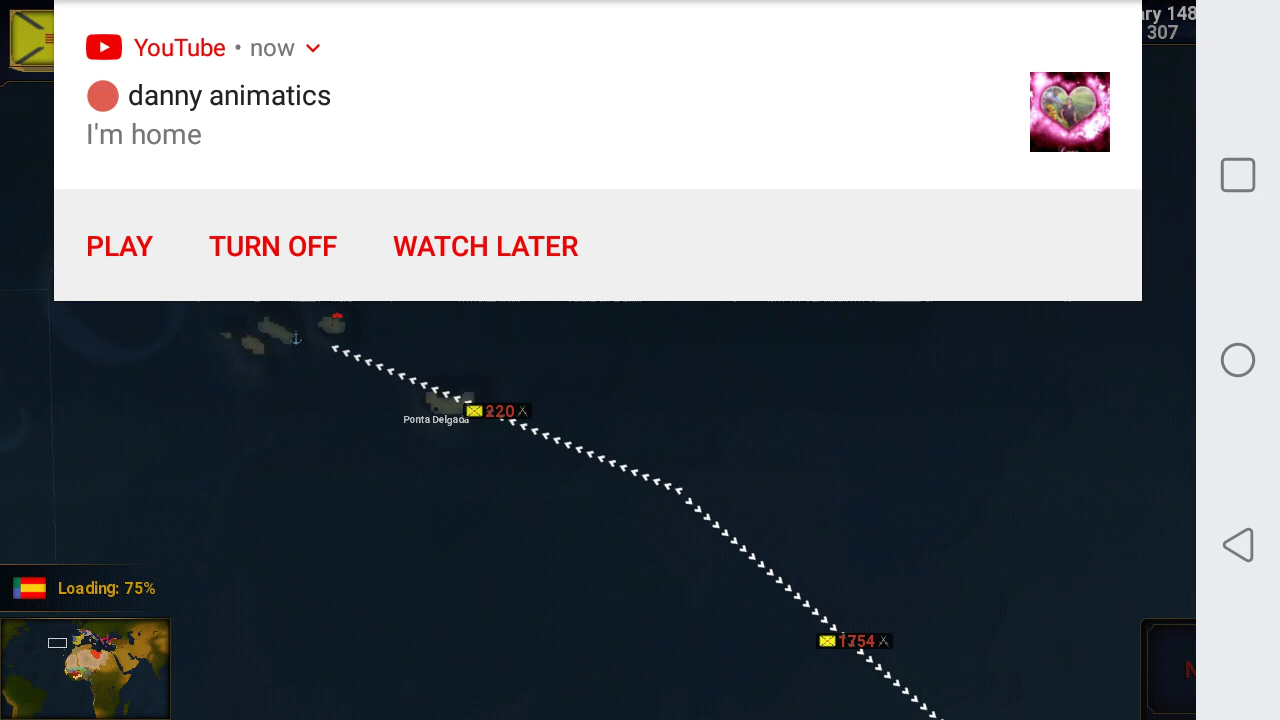 YouTube • now
danny animatics
I'm home
PLAY TURN OFF WATCH LATER
ary 148
307
Ponta Delgada
220
1754
Loading: 75%
N